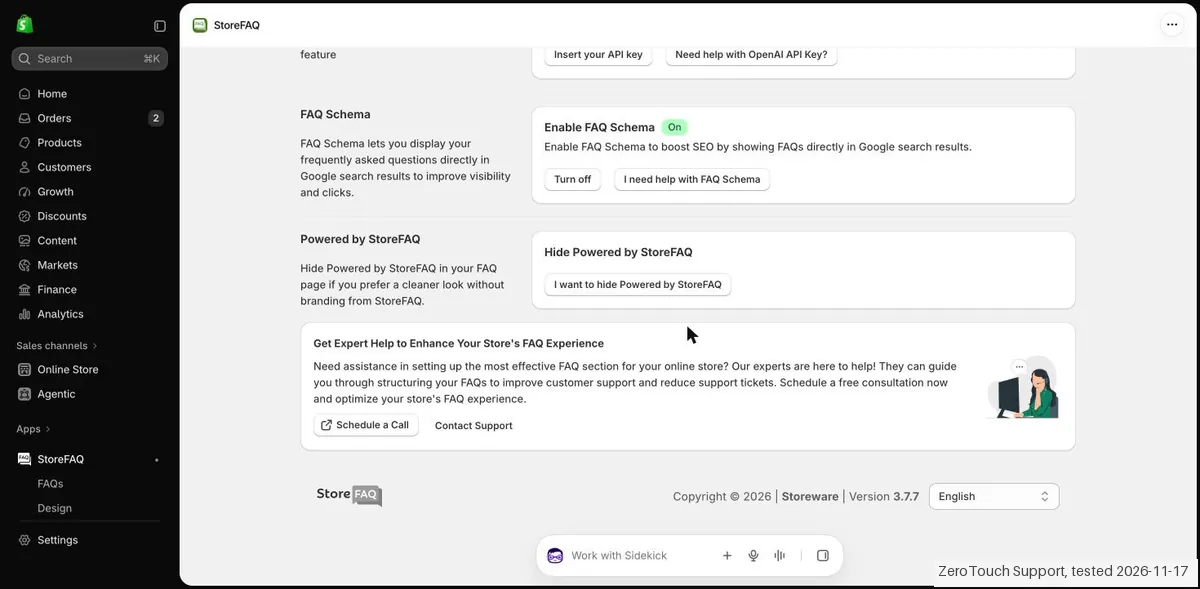 StoreFAQ
Search ⌘K
Home
Orders 2
Products
Customers
Growth
Discounts
Content
Markets
Finance
Analytics
Sales channels
Online Store
Agentic
Apps
StoreFAQ
FAQs
Design
Settings
feature
Insert your API key
Need help with OpenAI API Key?
FAQ Schema
FAQ Schema lets you display your
frequently asked questions directly in
Google search results to improve visibility
and clicks.
Enable FAQ Schema On
Enable FAQ Schema to boost SEO by showing FAQs directly in Google search results.
Turn off
I need help with FAQ Schema
Powered by StoreFAQ
Hide Powered by StoreFAQ in your FAQ
page if you prefer a cleaner look without
branding from StoreFAQ.
Hide Powered by StoreFAQ
I want to hide Powered by StoreFAQ
Get Expert Help to Enhance Your Store's FAQ Experience
Need assistance in setting up the most effective FAQ section for your online store? Our experts are here to help! They can guide
you through structuring your FAQs to improve customer support and reduce support tickets. Schedule a free consultation now
and optimize your store's FAQ experience.
Schedule a Call
Contact Support
Store FAQ
Copyright © 2026 | Storeware | Version 3.7.7
English
Work with Sidekick
ZeroTouch Support, tested 2026-11-17